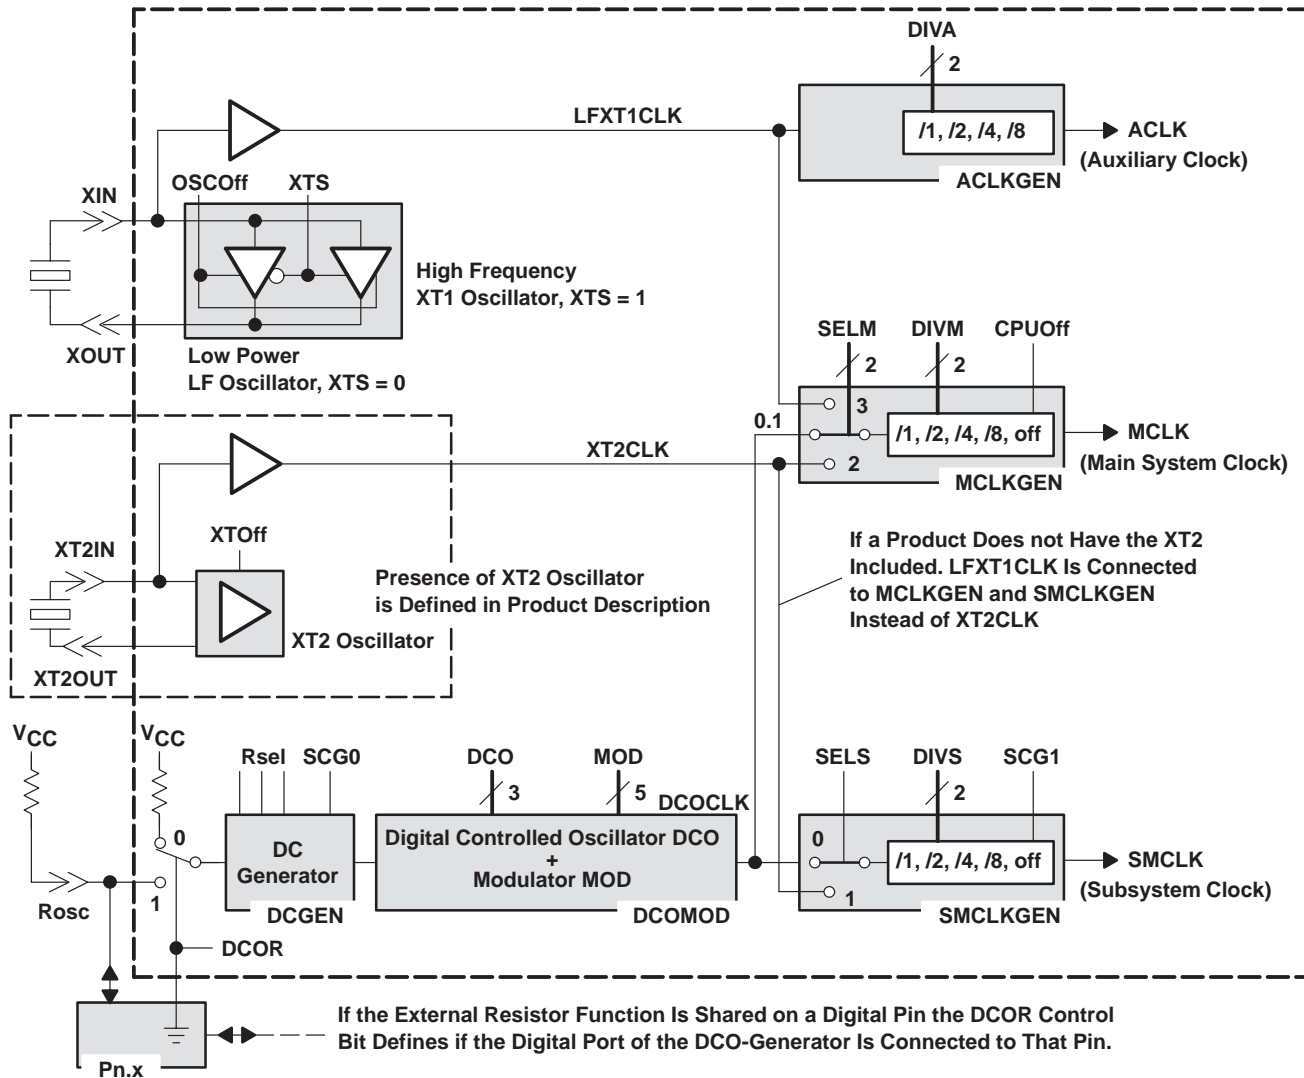 DIVA
2
LFXT1CLK
/1, /2, /4, /8
ACLK
(Auxiliary Clock)
ACLKGEN
OSCOff
XTS
XIN
High Frequency
XT1 Oscillator, XTS = 1
XOUT
Low Power
LF Oscillator, XTS = 0
SELM
DIVM
CPUOff
2
2
3
0.1
/1, /2, /4, /8, off
MCLK
(Main System Clock)
2
MCLKGEN
XT2CLK
XTOff
XT2IN
Presence of XT2 Oscillator
is Defined in Product Description
XT2 Oscillator
XT2OUT
If a Product Does not Have the XT2
Included. LFXT1CLK Is Connected
to MCLKGEN and SMCLKGEN
Instead of XT2CLK
VCC
VCC
Rsel
SCG0
DCO
MOD
3
5
DCOCLK
SELS
DIVS
SCG1
2
0
DC
Generator
DCGEN
Digital Controlled Oscillator DCO
+
Modulator MOD
DCOMOD
0
/1, /2, /4, /8, off
SMCLK
(Subsystem Clock)
1
SMCLKGEN
Rosc
1
DCOR
Pn.x
If the External Resistor Function Is Shared on a Digital Pin the DCOR Control
Bit Defines if the Digital Port of the DCO-Generator Is Connected to That Pin.